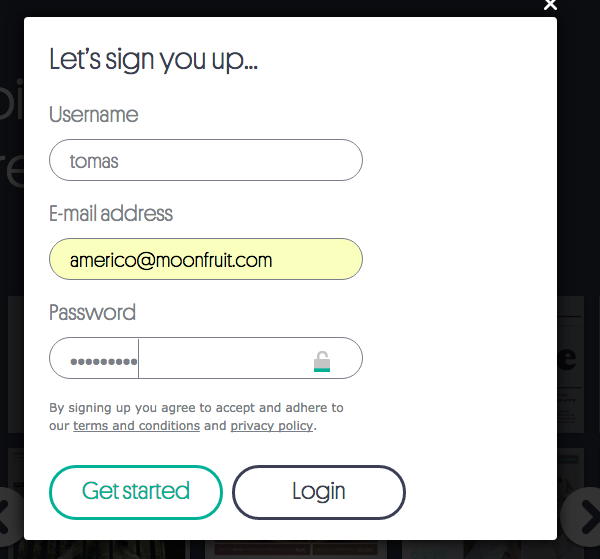 Let's sign you up...
Username
tomas
E-mail address
americo@moonfruit.com
Password
•••••••••
By signing up you agree to accept and adhere to
our terms and conditions and privacy policy.
Get started
Login